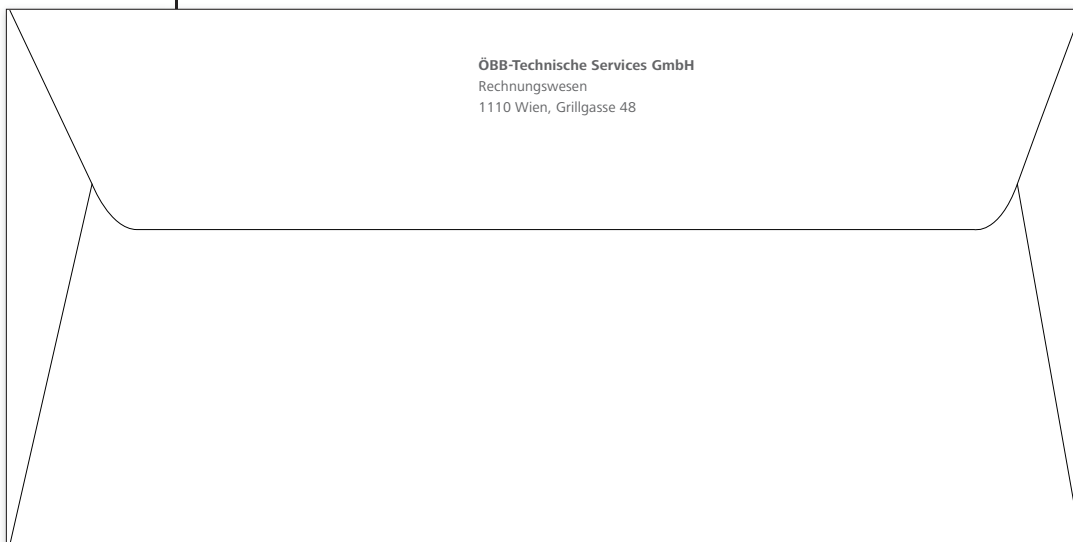 ÖBB-Technische Services GmbH
Rechnungswesen
1110 Wien, Grillgasse 48